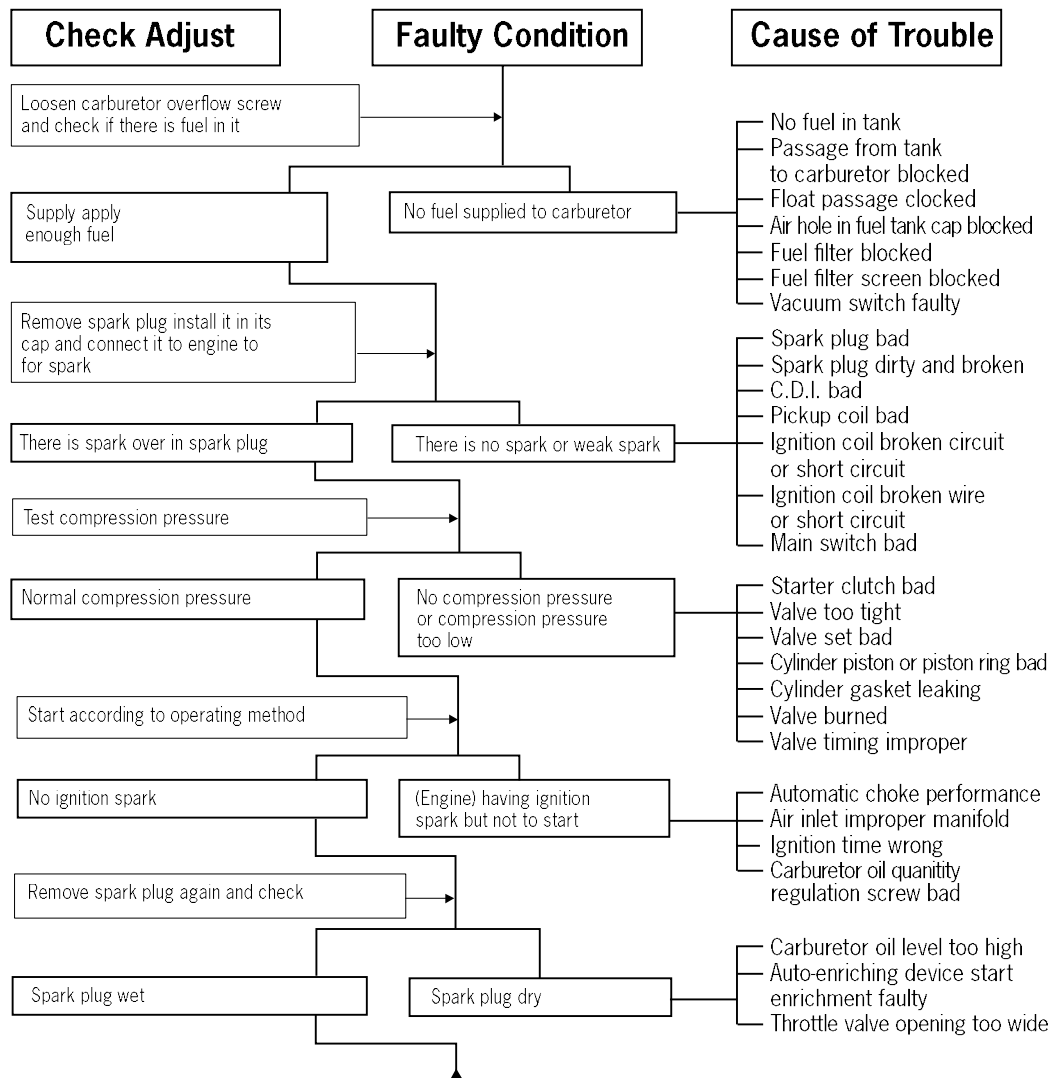 Check Adjust
Faulty Condition
Cause of Trouble
Loosen carburetor overflow screw
and check if there is fuel in it
Supply apply
enough fuel
No fuel supplied to carburetor
No fuel in tank
Passage from tank
to carburetor blocked
Float passage clocked
Air hole in fuel tank cap blocked
Fuel filter blocked
Fuel filter screen blocked
Vacuum switch faulty
Remove spark plug install it in its
cap and connect it to engine to
for spark
There is spark over in spark plug
There is no spark or weak spark
Spark plug bad
Spark plug dirty and broken
C.D.I. bad
Pickup coil bad
Ignition coil broken circuit
or short circuit
Ignition coil broken wire
or short circuit
Main switch bad
Test compression pressure
Normal compression pressure
No compression pressure
or compression pressure
too low
Starter clutch bad
Valve too tight
Valve set bad
Cylinder piston or piston ring bad
Cylinder gasket leaking
Valve burned
Valve timing improper
Start according to operating method
No ignition spark
(Engine) having ignition
spark but not to start
Automatic choke performance
Air inlet improper manifold
Ignition time wrong
Carburetor oil quanitity
regulation screw bad
Remove spark plug again and check
Spark plug wet
Spark plug dry
Carburetor oil level too high
Auto-enriching device start
enrichment faulty
Throttle valve opening too wide